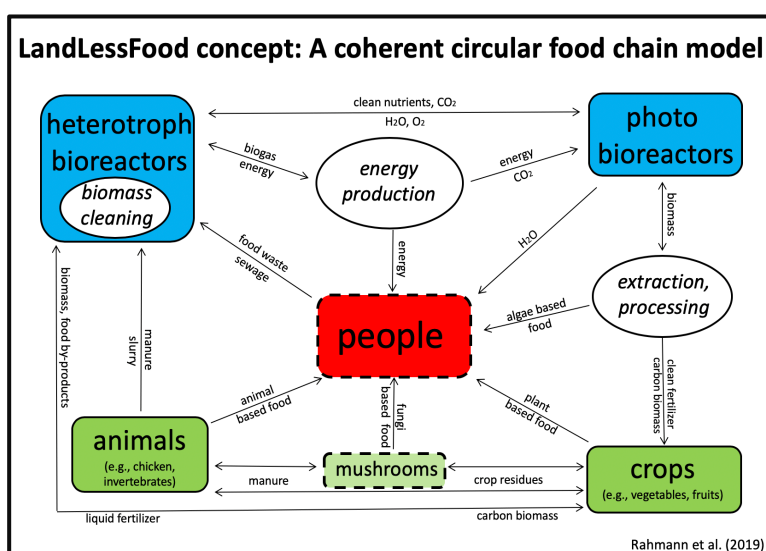 LandLessFood concept: A coherent circular food chain model
clean nutrients, CO₂
H2O, O₂
heterotroph
bioreactors
biomass
cleaning
biogas
energy
energy
production
energy
CO₂
photo
bioreactors
food waste
sewage
energy
H₂O
biomass
extraction,
processing
biomass, food by-products
manure
slurry
people
algae based
food
clean fertilizer
carbon biomass
animal
based food
fungi
based food
plant
based food
animals
(e.g., chicken,
invertebrates)
manure
mushrooms
crop residues
crops
(e.g., vegetables, fruits)
liquid fertilizer
carbon biomass
Rahmann et al. (2019)